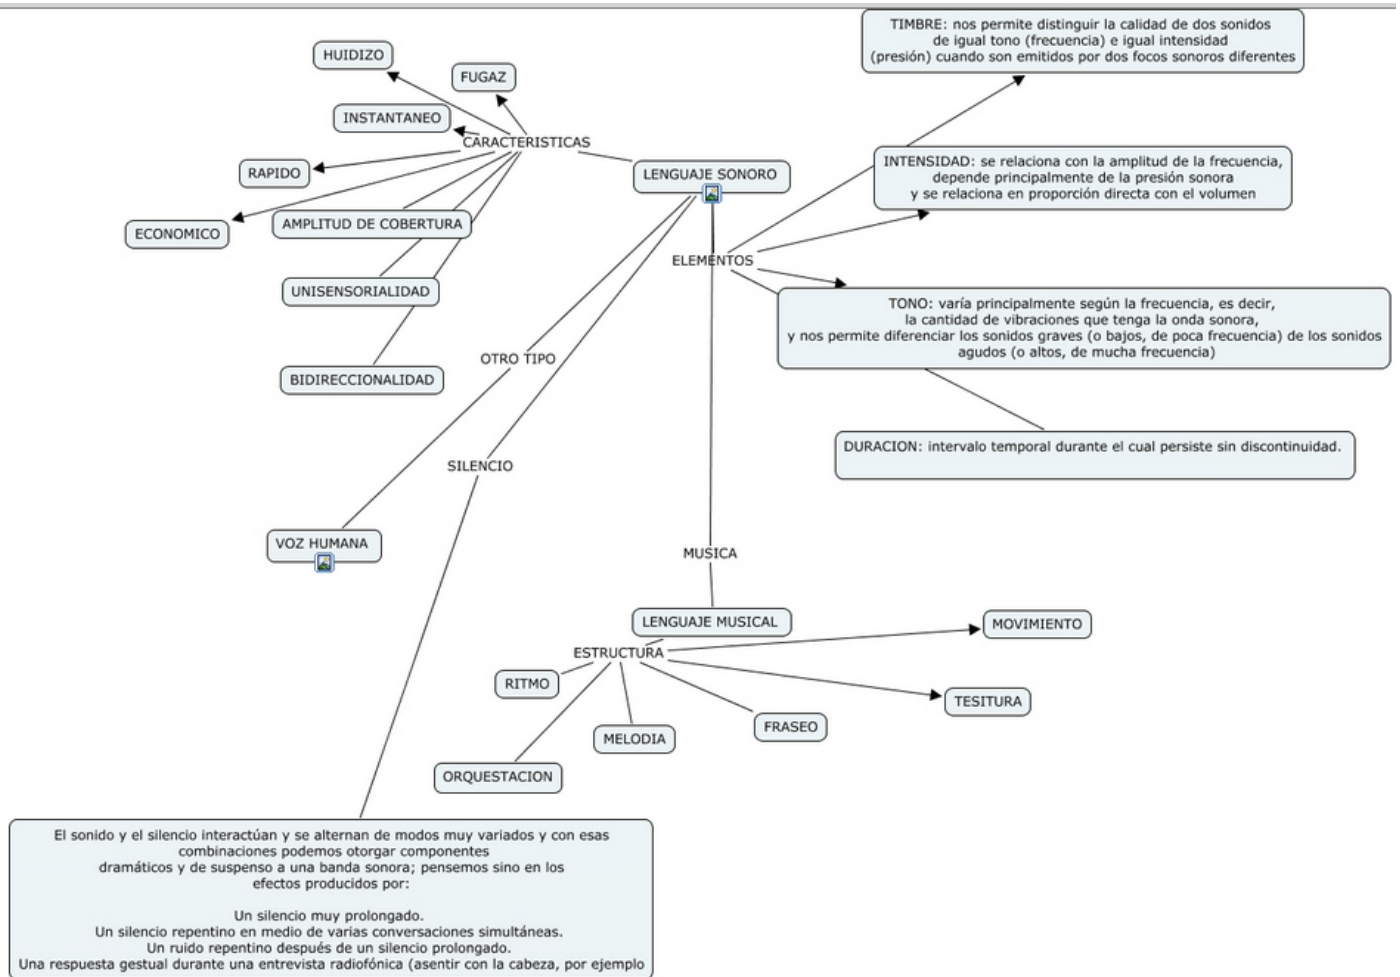 TIMBRE: nos permite distinguir la calidad de dos sonidos
de igual tono (frecuencia) e igual intensidad
(presión) cuando son emitidos por dos focos sonoros diferentes
HUIDIZO
FUGAZ
INSTANTANEO
CARACTERISTICAS
RAPIDO
ECONOMICO
AMPLITUD DE COBERTURA
UNISENSORIALIDAD
BIDIRECCIONALIDAD
LENGUAJE SONORO
INTENSIDAD: se relaciona con la amplitud de la frecuencia,
depende principalmente de la presión sonora
y se relaciona en proporción directa con el volumen
ELEMENTOS
TONO: varía principalmente según la frecuencia, es decir,
la cantidad de vibraciones que tenga la onda sonora,
y nos permite diferenciar los sonidos graves (o bajos, de poca frecuencia) de los sonidos
agudos (o altos, de mucha frecuencia)
DURACION: intervalo temporal durante el cual persiste sin discontinuidad.
OTRO TIPO
SILENCIO
VOZ HUMANA
MUSICA
LENGUAJE MUSICAL
ESTRUCTURA
MOVIMIENTO
RITMO
TESITURA
FRASEO
MELODIA
ORQUESTACION
El sonido y el silencio interactúan y se alternan de modos muy variados y con esas
combinaciones podemos otorgar componentes
dramáticos y de suspenso a una banda sonora; pensemos sino en los
efectos producidos por:
Un silencio muy prolongado.
Un silencio repentino en medio de varias conversaciones simultáneas.
Un ruido repentino después de un silencio prolongado.
Una respuesta gestual durante una entrevista radiofónica (asentir con la cabeza, por ejemplo